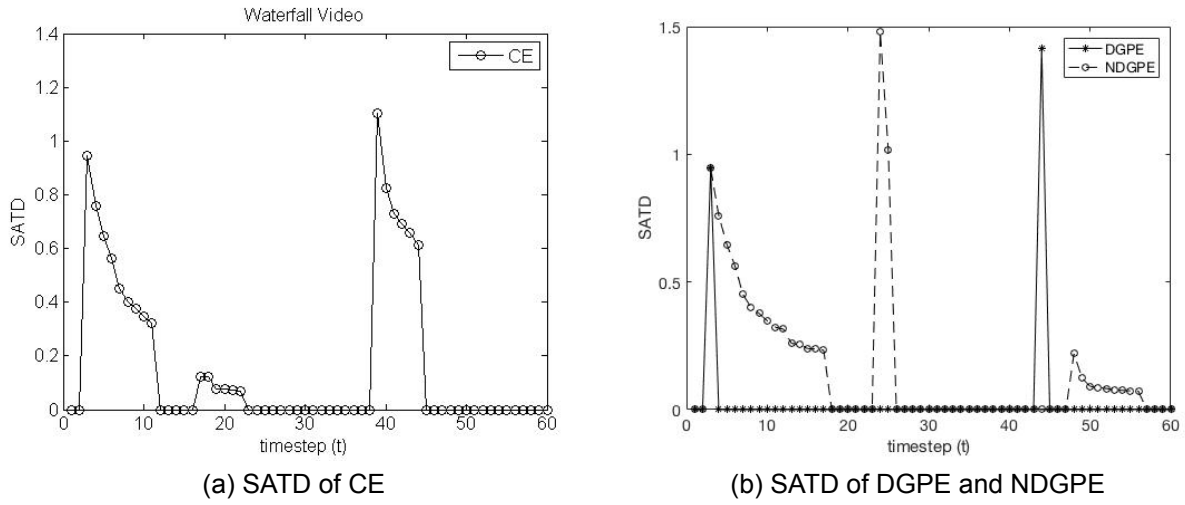 Waterfall Video
1.4
1.2
1
0.8
0.6
0.4
0.2
0
SATD
CE
0 10 20 30 40 50 60
timestep (t)
(a) SATD of CE
1.5
1
0.5
0
SATD
DGPE
NDGPE
0 10 20 30 40 50 60
timestep (t)
(b) SATD of DGPE and NDGPE